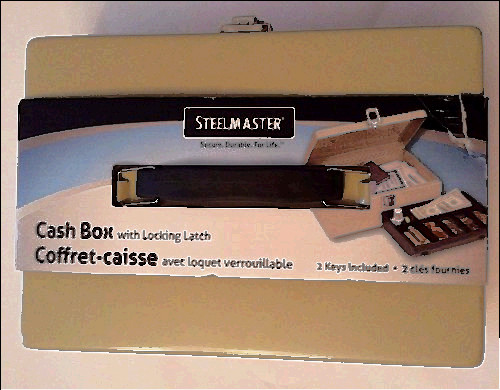 STEELMASTER®
Secure. Durable. For Life.™
Cash Box with Locking Latch
Coffret-caisse avec loquet verrouillable
2 Keys Included • 2 clés fournies